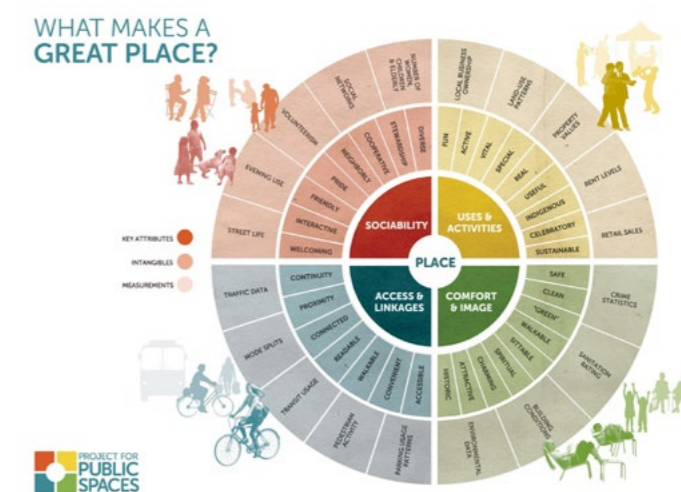 WHAT MAKES A
GREAT PLACE?
KEY ATTRIBUTES
INTANGIBLES
MEASUREMENTS
PLACE
SOCIABILITY
WELCOMING
INTERACTIVE
FRIENDLY
PRIDE
NEIGHBORLY
COOPERATIVE
STEWARDSHIP
DIVERSE
STREET LIFE
EVENING USE
VOLUNTEERISM
SOCIAL
NETWORKS
NUMBER OF
WOMEN,
CHILDREN
& ELDERLY
USES &
ACTIVITIES
FUN
ACTIVE
VITAL
SPECIAL
REAL
USEFUL
INDIGENOUS
CELEBRATORY
SUSTAINABLE
LOCAL BUSINESS
OWNERSHIP
LAND-USE
PATTERNS
PROPERTY
VALUES
RENT LEVELS
RETAIL SALES
COMFORT
& IMAGE
SAFE
CLEAN
"GREEN"
WALKABLE
SITTABLE
SPIRITUAL
CHARMING
ATTRACTIVE
HISTORIC
CRIME
STATISTICS
SANITATION
RATING
BUILDING
CONDITIONS
ENVIRONMENTAL
DATA
ACCESS &
LINKAGES
CONTINUITY
PROXIMITY
CONNECTED
READABLE
WALKABLE
CONVENIENT
ACCESSIBLE
TRAFFIC DATA
MODE SPLITS
TRANSIT USAGE
PEDESTRIAN
ACTIVITY
PARKING USAGE
PATTERNS
PROJECT FOR
PUBLIC
SPACES